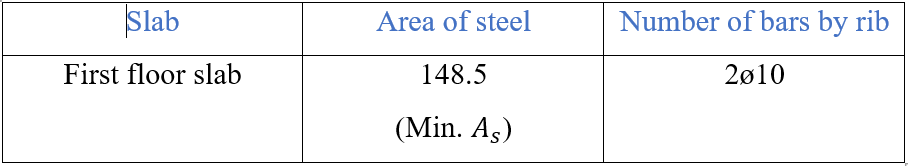 Slab Area of steel Number of bars by rib
First floor slab 148.5 2ø10
(Min. 𝐴𝑠)